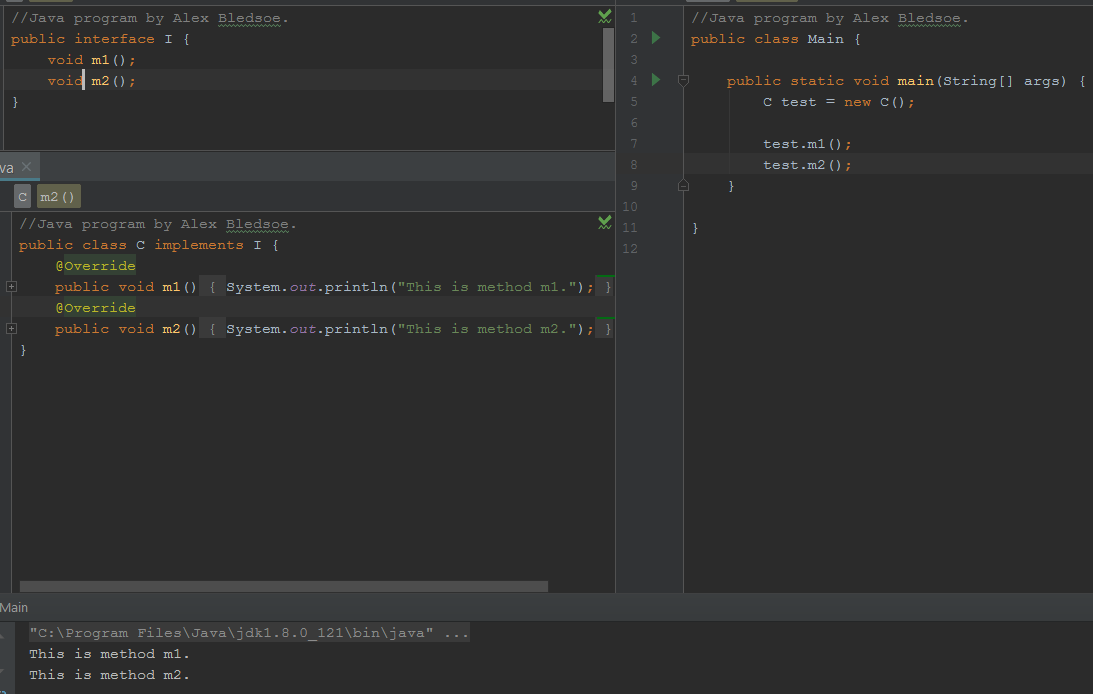 //Java program by Alex Bledsoe.
public interface I {
void m1();
void m2();
}
va
C m2()
//Java program by Alex Bledsoe.
public class C implements I {
@Override
public void m1() { System.out.println("This is method m1."); }
@Override
public void m2() { System.out.println("This is method m2."); }
}
1 //Java program by Alex Bledsoe.
2 public class Main {
3
4 public static void main(String[] args) {
5 C test = new C();
6
7 test.m1();
8 test.m2();
9 }
10
11 }
12
Main
"C:\Program Files\Java\jdk1.8.0_121\bin\java" ...
This is method m1.
This is method m2.